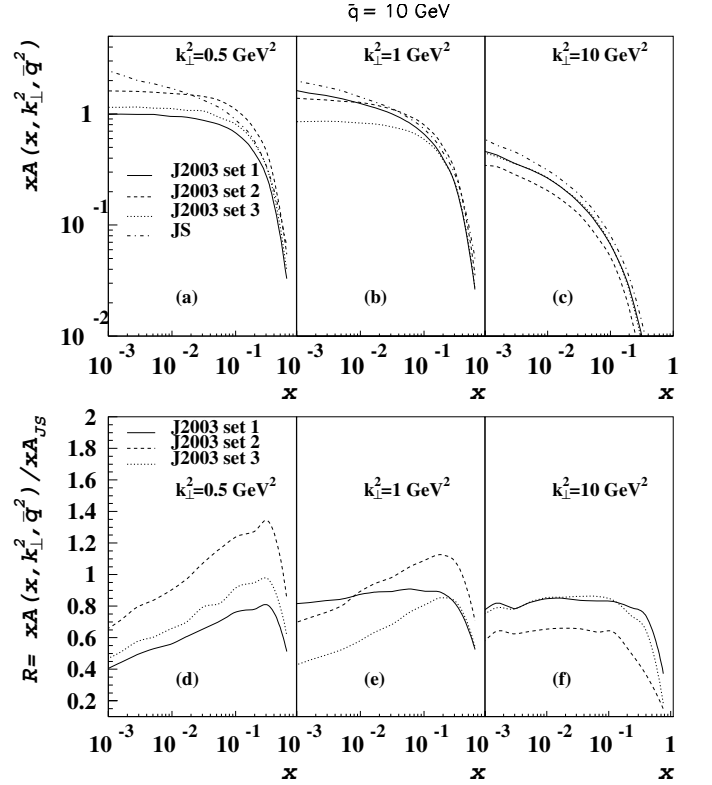 q̄ = 10 GeV
xA(x,k⊥²,q̄²)
k⊥²=0.5 GeV² k⊥²=1 GeV² k⊥²=10 GeV²
1
J2003 set 1
J2003 set 2
J2003 set 3
JS
10⁻¹
(a) (b) (c)
10⁻²
10⁻³ 10⁻² 10⁻¹ 10⁻³ 10⁻² 10⁻¹ 10⁻³ 10⁻² 10⁻¹ 1
x x x
R= xA(x,k⊥²,q̄²)/xA_JS
2
J2003 set 1
1.8
J2003 set 2
J2003 set 3
1.6
k⊥²=0.5 GeV² k⊥²=1 GeV² k⊥²=10 GeV²
1.4
1.2
1
0.8
0.6
0.4
(d) (e) (f)
0.2
10⁻³ 10⁻² 10⁻¹ 10⁻³ 10⁻² 10⁻¹ 10⁻³ 10⁻² 10⁻¹ 1
x x x